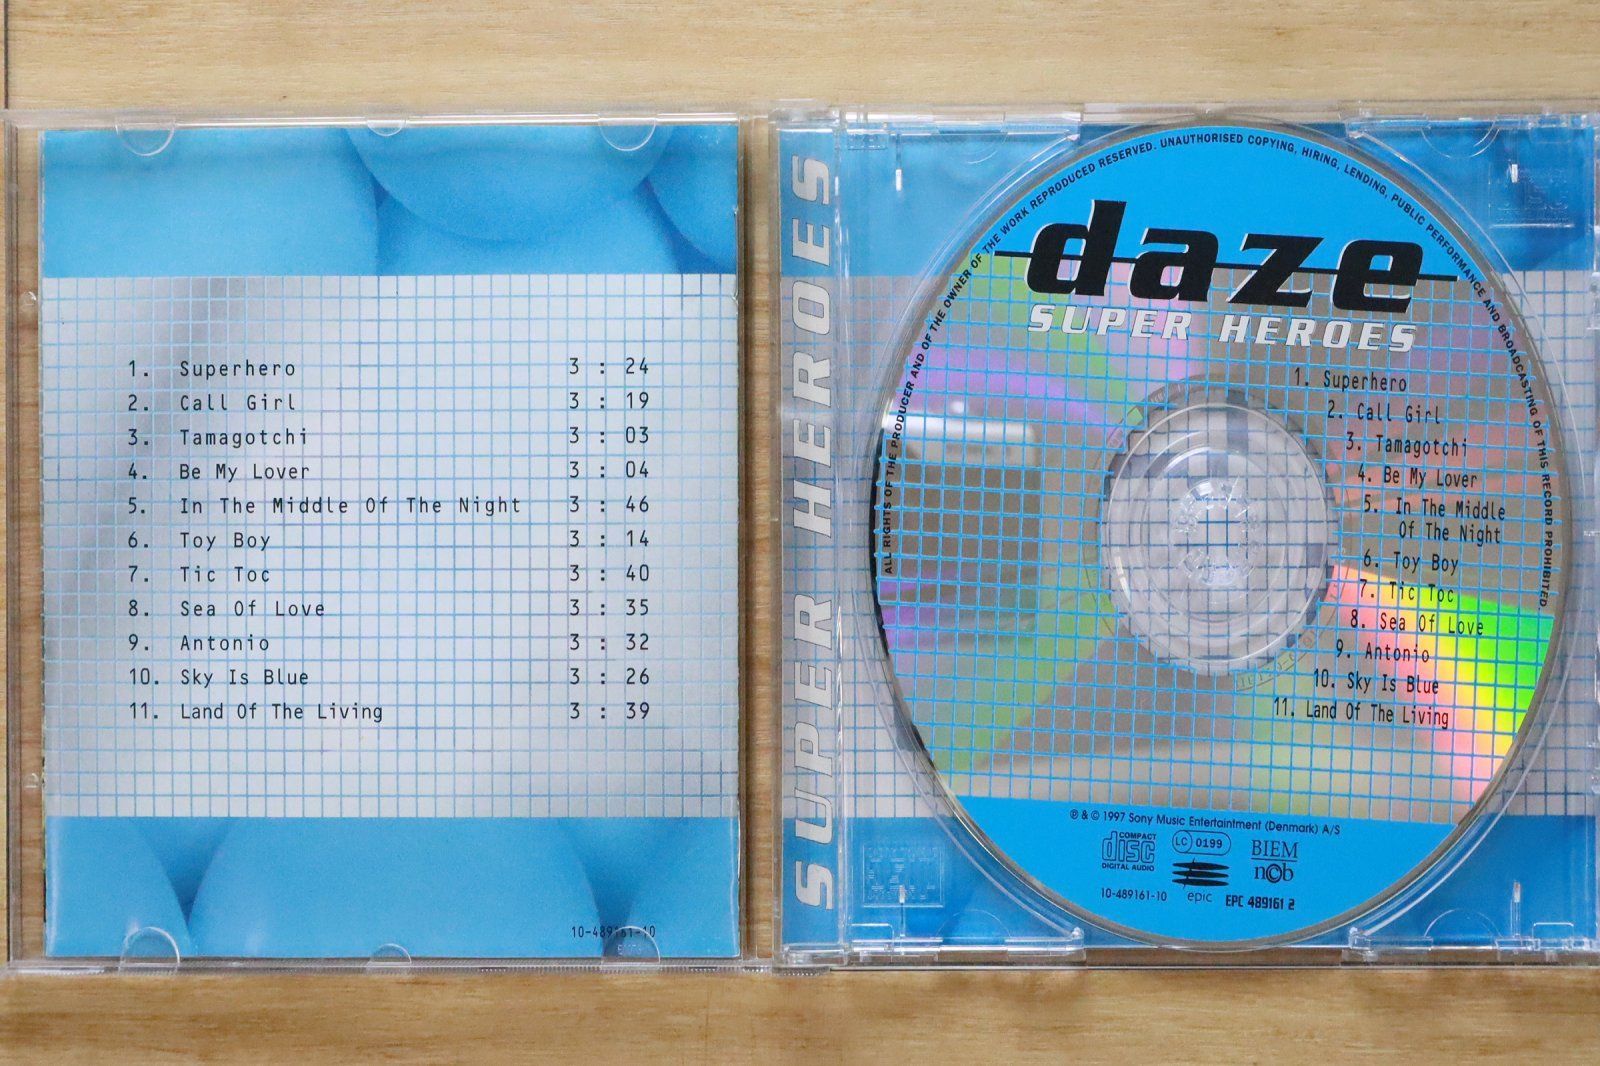 1. Superhero 3 : 24
2. Call Girl 3 : 19
3. Tamagotchi 3 : 03
4. Be My Lover 3 : 04
5. In The Middle Of The Night 3 : 46
6. Toy Boy 3 : 14
7. Tic Toc 3 : 40
8. Sea Of Love 3 : 35
9. Antonio 3 : 32
10. Sky Is Blue 3 : 26
11. Land Of The Living 3 : 39
10-489161-10
SUPER HEROES
ALL RIGHTS OF THE PRODUCER AND OF THE OWNER OF THE WORK REPRODUCED RESERVED. UNAUTHORISED COPYING, HIRING, LENDING, PUBLIC PERFORMANCE AND BROADCASTING OF THIS RECORD PROHIBITED
daze
SUPER HEROES
1. Superhero
2. Call Girl
3. Tamagotchi
4. Be My Lover
5. In The Middle
Of The Night
6. Toy Boy
7. Tic Toc
8. Sea Of Love
9. Antonio
10. Sky Is Blue
11. Land Of The Living
℗ & © 1997 Sony Music Entertaintment (Denmark) A/S
COMPACT
disc
DIGITAL AUDIO
LC 0199
BIEM
n©b
10-489161-10
epic
EPC 489161 2